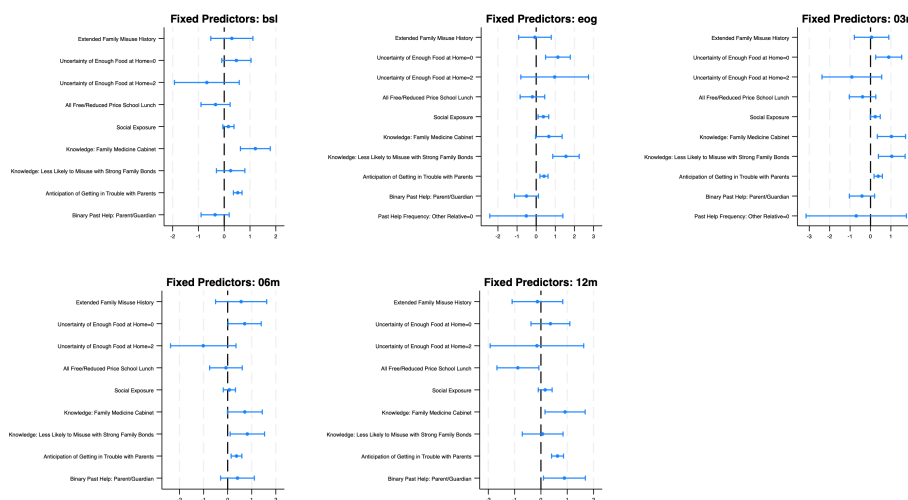 Fixed Predictors: bsl
Extended Family Misuse History
Uncertainty of Enough Food at Home=0
Uncertainty of Enough Food at Home=2
All Free/Reduced Price School Lunch
Social Exposure
Knowledge: Family Medicine Cabinet
Knowledge: Less Likely to Misuse with Strong Family Bonds
Anticipation of Getting in Trouble with Parents
Binary Past Help: Parent/Guardian
-2 -1 0 1 2
Fixed Predictors: eog
Extended Family Misuse History
Uncertainty of Enough Food at Home=0
Uncertainty of Enough Food at Home=2
All Free/Reduced Price School Lunch
Social Exposure
Knowledge: Family Medicine Cabinet
Knowledge: Less Likely to Misuse with Strong Family Bonds
Anticipation of Getting in Trouble with Parents
Binary Past Help: Parent/Guardian
Past Help Frequency: Other Relative=0
-2 -1 0 1 2 3
Fixed Predictors: 03
Extended Family Misuse History
Uncertainty of Enough Food at Home=0
Uncertainty of Enough Food at Home=2
All Free/Reduced Price School Lunch
Social Exposure
Knowledge: Family Medicine Cabinet
Knowledge: Less Likely to Misuse with Strong Family Bonds
Anticipation of Getting in Trouble with Parents
Binary Past Help: Parent/Guardian
Past Help Frequency: Other Relative=0
-3 -2 -1 0 1
Fixed Predictors: 06m
Extended Family Misuse History
Uncertainty of Enough Food at Home=0
Uncertainty of Enough Food at Home=2
All Free/Reduced Price School Lunch
Social Exposure
Knowledge: Family Medicine Cabinet
Knowledge: Less Likely to Misuse with Strong Family Bonds
Anticipation of Getting in Trouble with Parents
Binary Past Help: Parent/Guardian
-2 -1 0 1 2
Fixed Predictors: 12m
Extended Family Misuse History
Uncertainty of Enough Food at Home=0
Uncertainty of Enough Food at Home=2
All Free/Reduced Price School Lunch
Social Exposure
Knowledge: Family Medicine Cabinet
Knowledge: Less Likely to Misuse with Strong Family Bonds
Anticipation of Getting in Trouble with Parents
Binary Past Help: Parent/Guardian
-2 -1 0 1 2